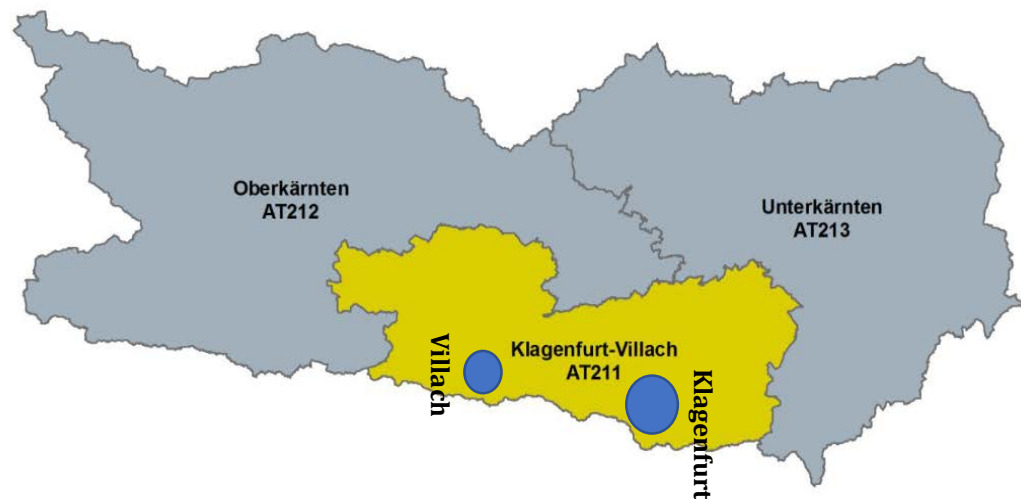 Oberkärnten
AT212
Unterkärnten
AT213
Klagenfurt-Villach
AT211
Villach
Klagenfurt